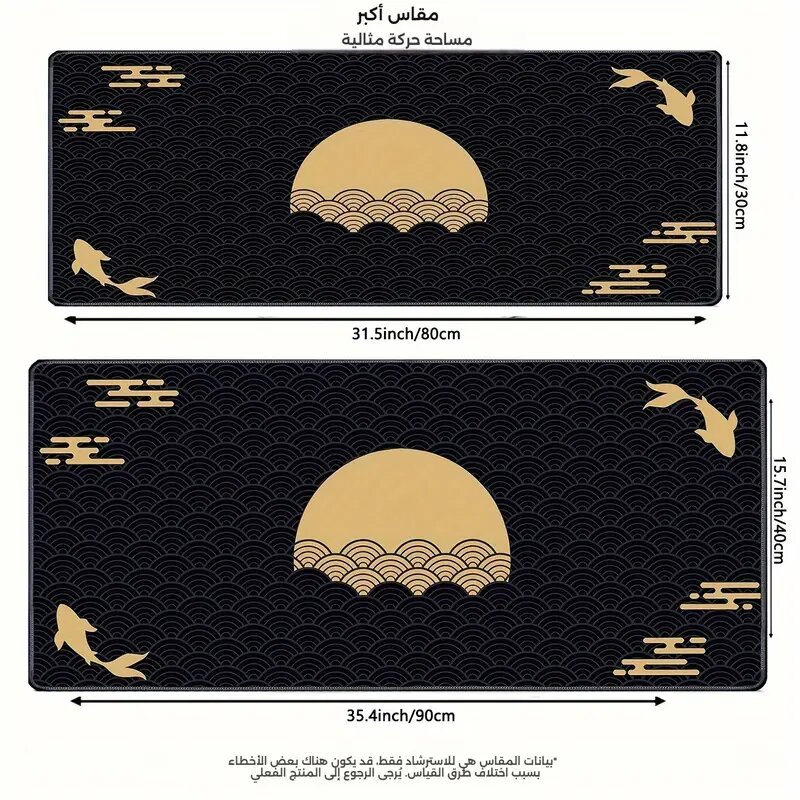 مقاس أكبر
مساحة حركة مثالية
11.8inch/30cm
31.5inch/80cm
15.7inch/40cm
35.4inch/90cm
*بيانات المقاس هي للاسترشاد فقط، قد يكون هناك بعض الأخطاء
بسبب اختلاف طرق القياس. يُرجى الرجوع إلى المنتج الفعلي